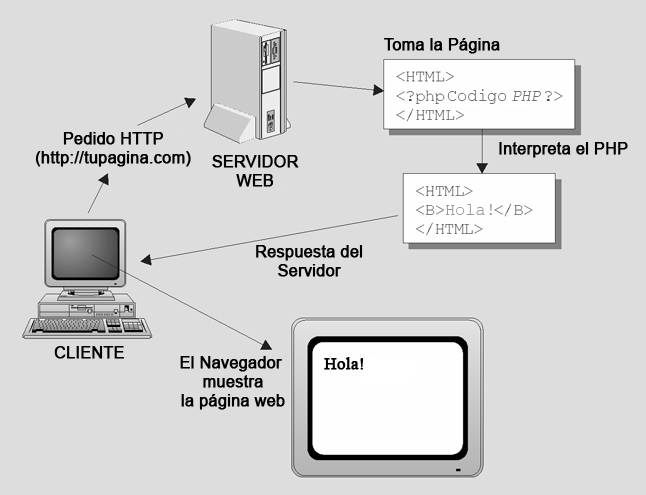 Toma la Página
<HTML>
<?phpCodigo PHP?>
</HTML>
Pedido HTTP
(http://tupagina.com)
SERVIDOR
WEB
Interpreta el PHP
<HTML>
<B>Hola!</B>
</HTML>
Respuesta del
Servidor
CLIENTE
El Navegador
muestra
la página web
Hola!